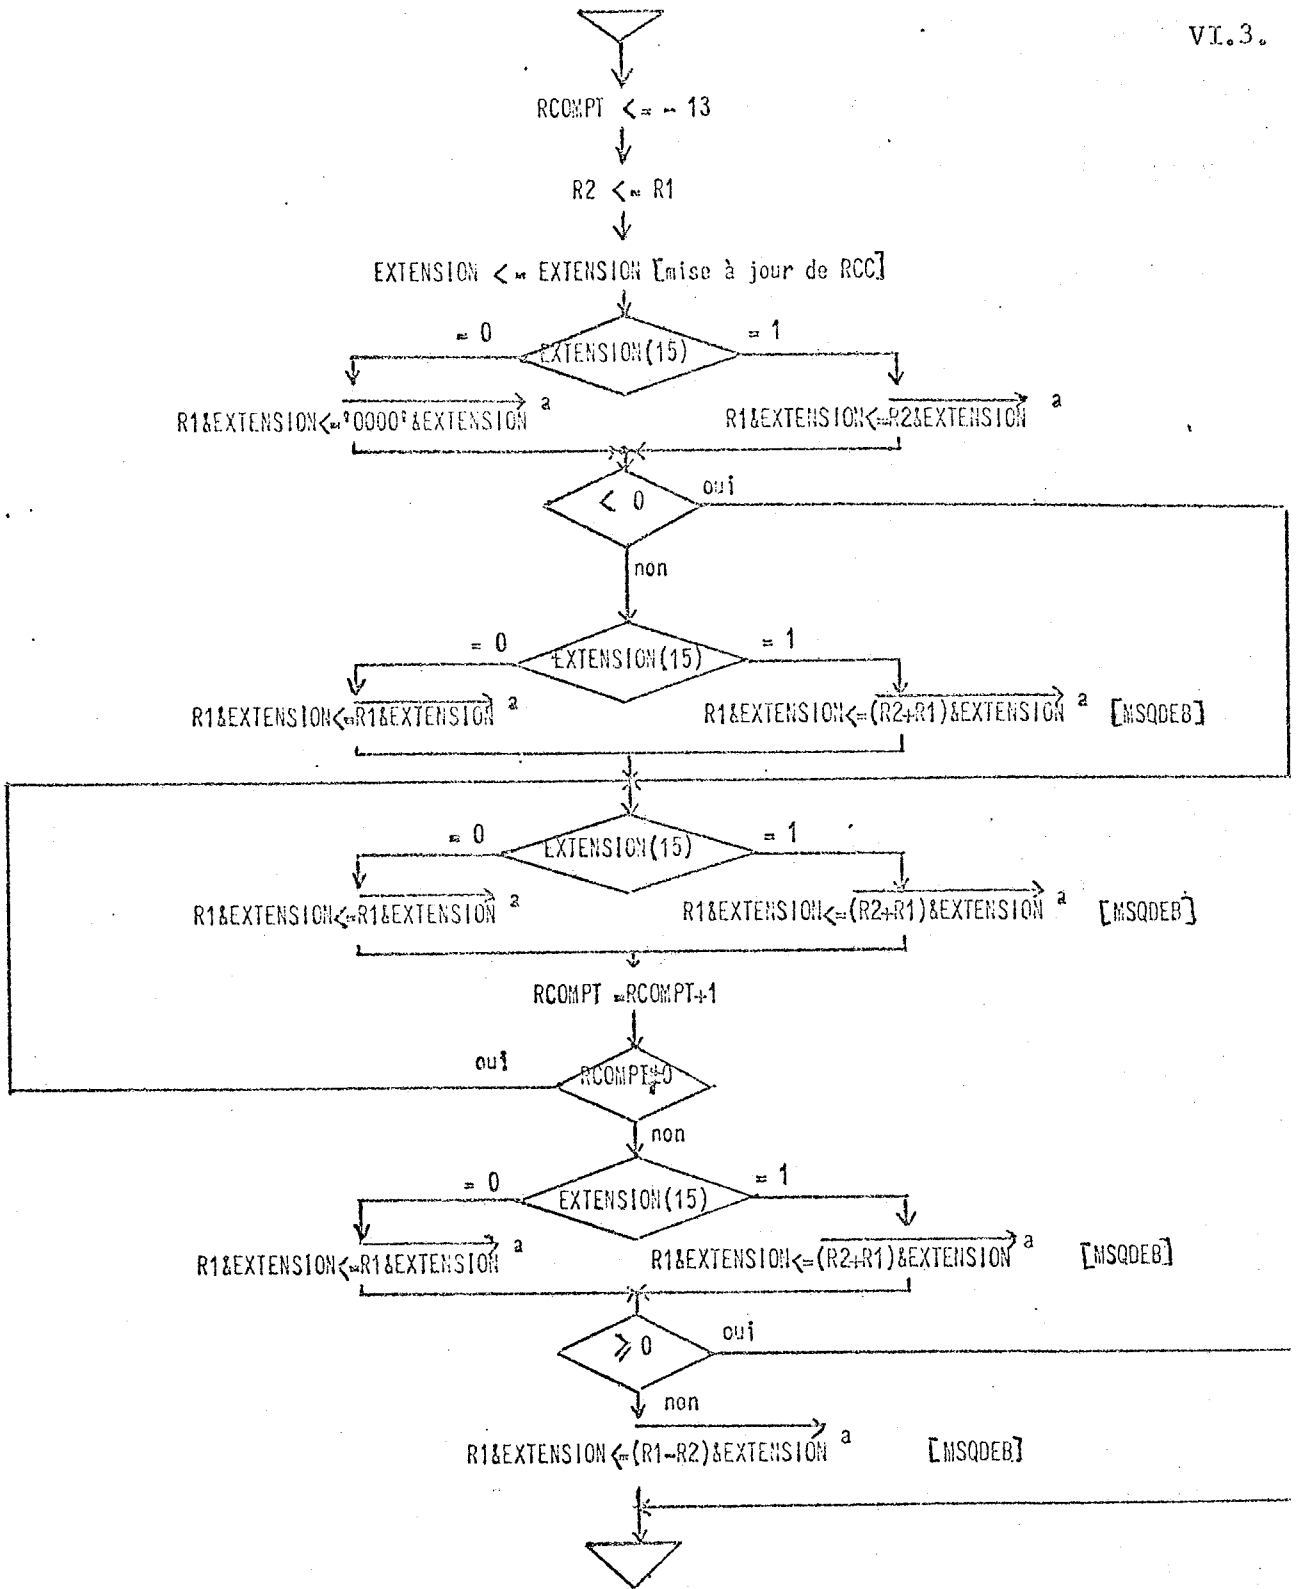 VI.3.
RCOMPT <= - 13
R2 <= R1
EXTENSION <= EXTENSION [mise à jour de RCC]
= 0
= 1
EXTENSION(15)
R1&EXTENSION<='0000'&EXTENSION a
R1&EXTENSION<=R2&EXTENSION a
< 0
oui
non
= 0
= 1
EXTENSION(15)
R1&EXTENSION<=R1&EXTENSION a
R1&EXTENSION<=(R2+R1)&EXTENSION a [MSQDEB]
= 0
= 1
EXTENSION(15)
R1&EXTENSION<=R1&EXTENSION a
R1&EXTENSION<=(R2+R1)&EXTENSION a [MSQDEB]
RCOMPT =RCOMPT+1
oui
RCOMPT≠0
non
= 0
= 1
EXTENSION(15)
R1&EXTENSION<=R1&EXTENSION a
R1&EXTENSION<=(R2+R1)&EXTENSION a [MSQDEB]
⩾ 0
oui
non
R1&EXTENSION<=(R1-R2)&EXTENSION a [MSQDEB]